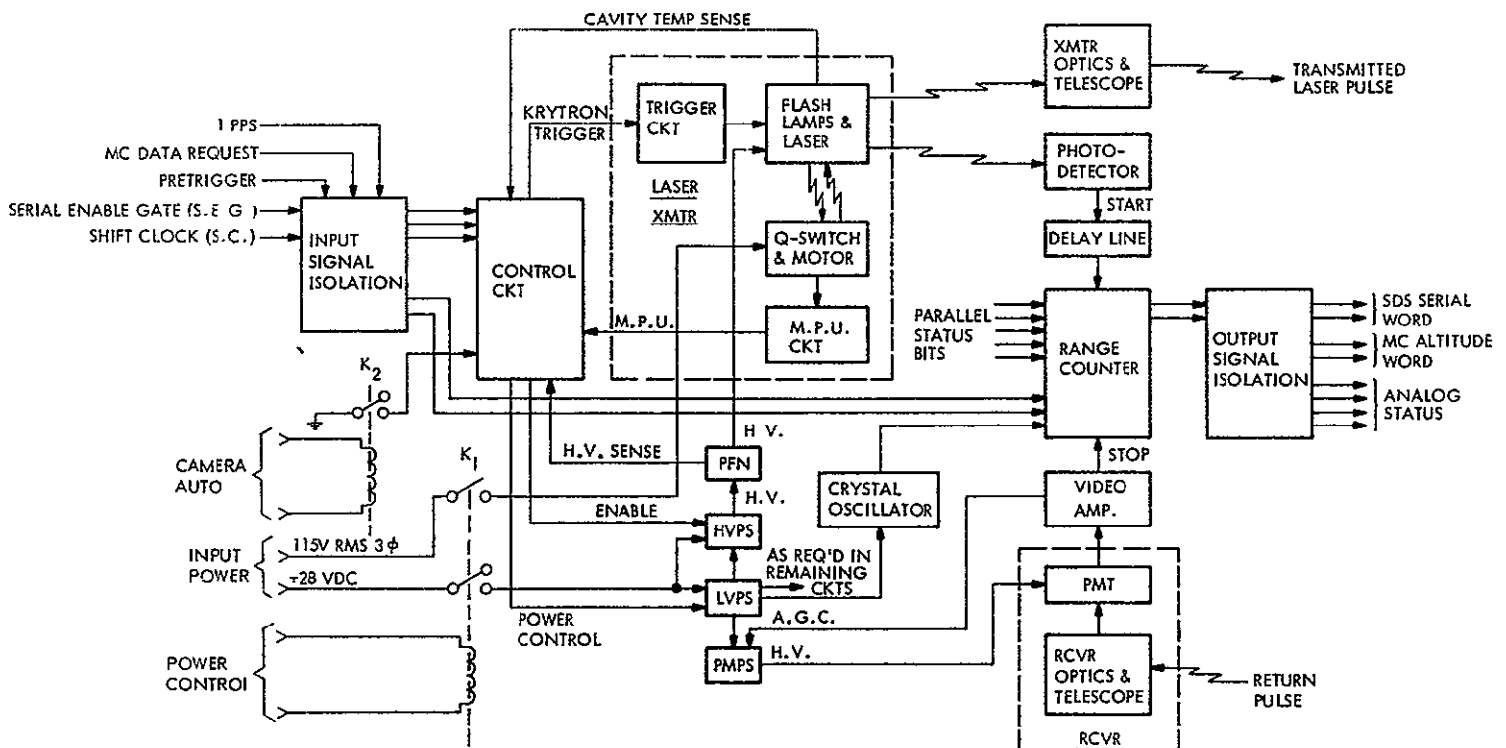 CAVITY TEMP SENSE
XMTR
OPTICS &
TELESCOPE
TRANSMITTED
LASER PULSE
KRYTRON
TRIGGER
TRIGGER
CKT
FLASH
LAMPS &
LASER
PHOTO-
DETECTOR
1 PPS
MC DATA REQUEST
PRETRIGGER
SERIAL ENABLE GATE (S.E G )
SHIFT CLOCK (S.C.)
INPUT
SIGNAL
ISOLATION
CONTROL
CKT
LASER
XMTR
Q-SWITCH
& MOTOR
M.P.U.
M.P.U.
CKT
START
DELAY LINE
PARALLEL
STATUS
BITS
RANGE
COUNTER
OUTPUT
SIGNAL
ISOLATION
SDS SERIAL
WORD
MC ALTITUDE
WORD
ANALOG
STATUS
K2
CAMERA
AUTO
K1
H.V. SENSE
H V.
PFN
H.V.
ENABLE
HVPS
CRYSTAL
OSCILLATOR
STOP
VIDEO
AMP.
INPUT
POWER
115V RMS 3 ϕ
+28 VDC
LVPS
AS REQ'D IN
REMAINING
CKTS
POWER
CONTROL
A.G.C.
PMPS
H.V.
PMT
RCVR
OPTICS &
TELESCOPE
RETURN
PULSE
RCVR
POWER
CONTROl